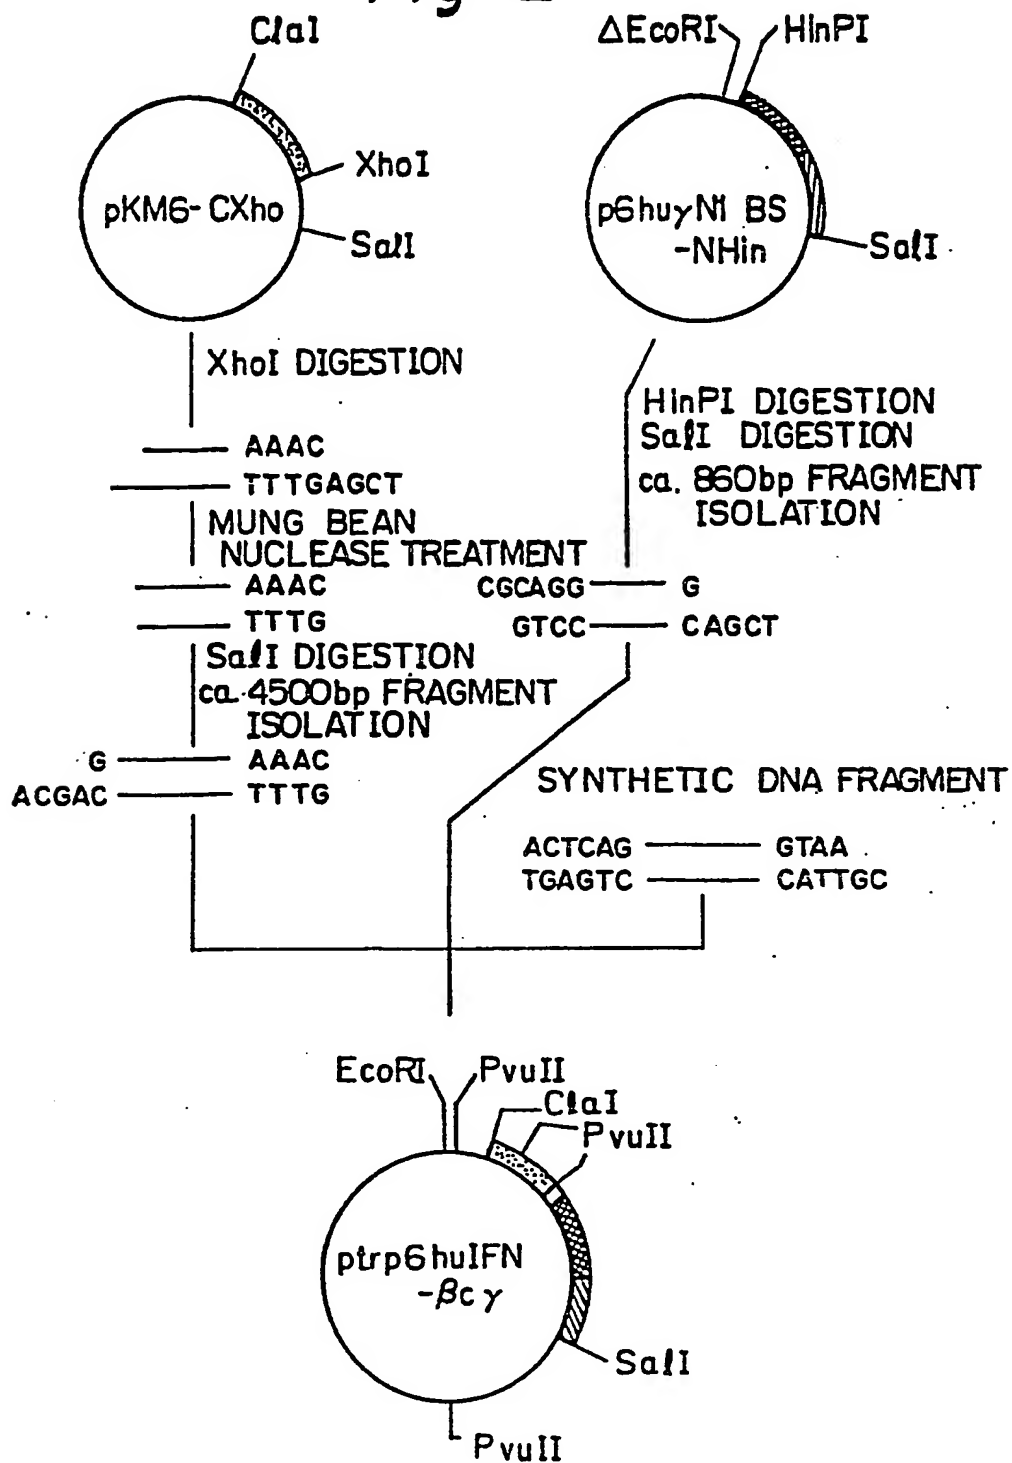 ClaI
ΔEcoRI
HinPI
XhoI
pKM6-CXho
SalI
p6huγN1 BS
-NHin
SalI
XhoI DIGESTION
HinPI DIGESTION
SalI DIGESTION
ca. 860bp FRAGMENT
ISOLATION
AAAC
TTTGAGCT
MUNG BEAN
NUCLEASE TREATMENT
AAAC
TTTG
CGCAGG G
GTCC CAGCT
SalI DIGESTION
ca. 4500bp FRAGMENT
ISOLATION
G AAAC
ACGAC TTTG
SYNTHETIC DNA FRAGMENT
ACTCAG GTAA
TGAGTC CATTGC
EcoRI
PvuII
ClaI
PvuII
ptrp6huIFN
-βcγ
SalI
PvuII